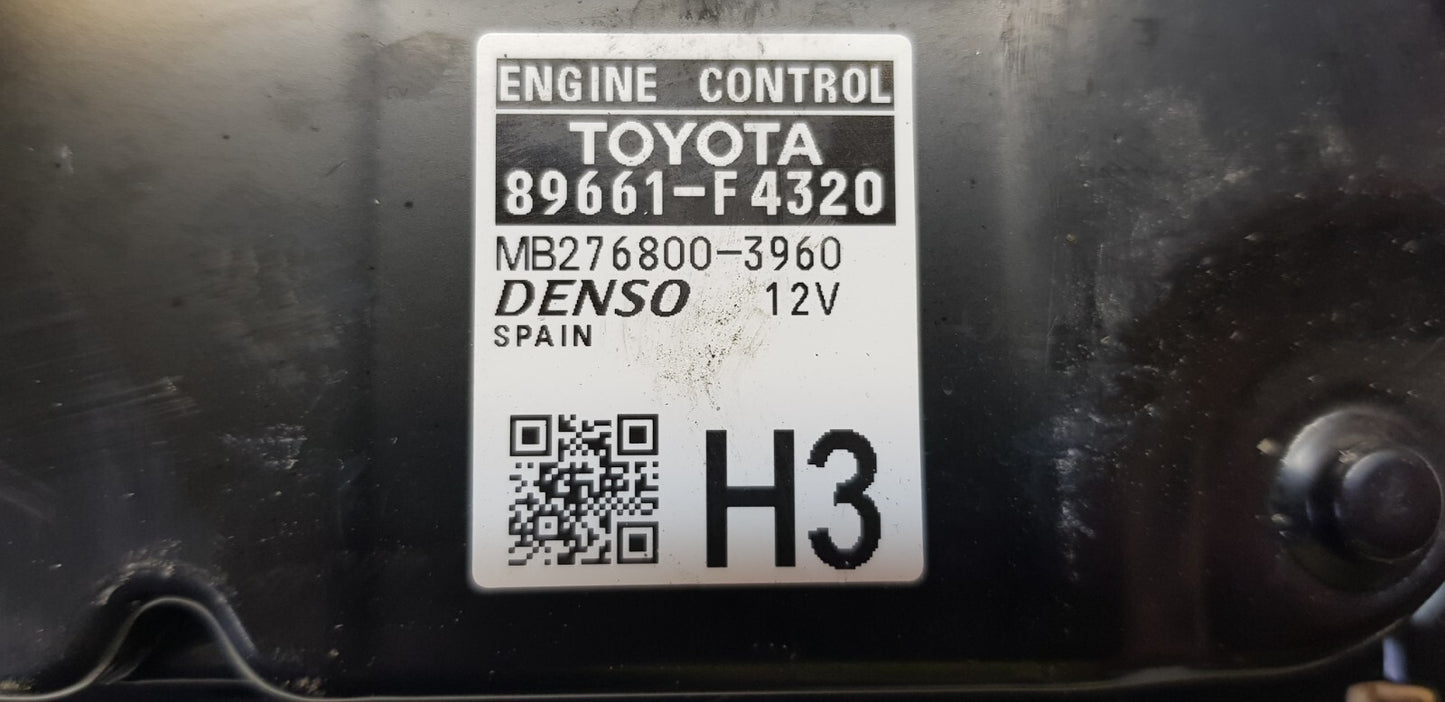 ENGINE CONTROL
TOYOTA
89661-F4320
MB276800-3960
DENSO 12V
SPAIN
H3